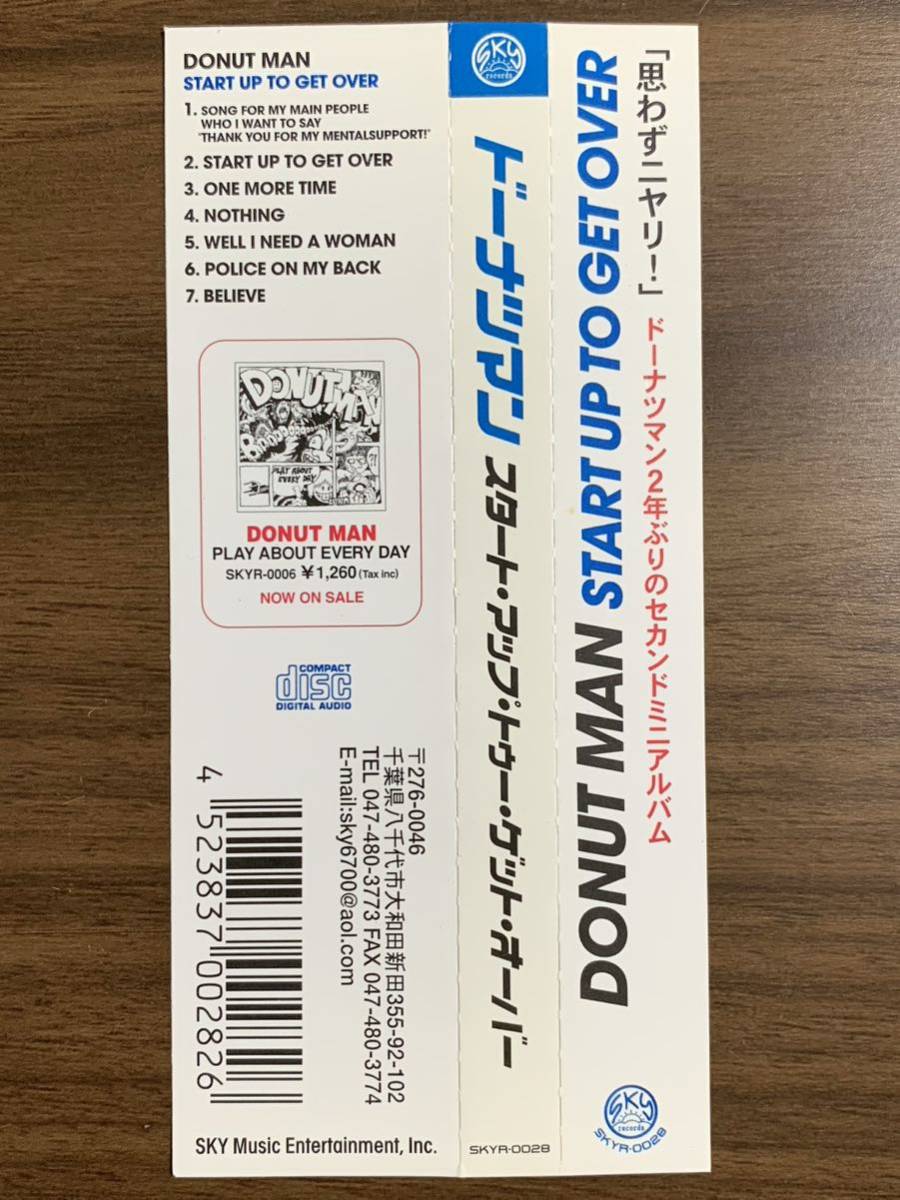 DONUT MAN
START UP TO GET OVER
1. SONG FOR MY MAIN PEOPLE
WHO I WANT TO SAY
"THANK YOU FOR MY MENTALSUPPORT!"
2. START UP TO GET OVER
3. ONE MORE TIME
4. NOTHING
5. WELL I NEED A WOMAN
6. POLICE ON MY BACK
7. BELIEVE
DONUT MAN
PLAY ABOUT EVERY DAY
DONUT MAN
PLAY ABOUT EVERY DAY
SKYR-0006 ¥1,260 (Tax inc)
NOW ON SALE
COMPACT
disc
DIGITAL AUDIO
4 523837 002826
〒276-0046
千葉県八千代市大和田新田355-92-102
TEL 047-480-3773 FAX 047-480-3774
E-mail:sky6700@aol.com
SKY Music Entertainment, Inc.
SKY
records
ドーナツマン スタート・アップ・トゥー・ゲット・オーバー
SKYR-0028
「思わずニヤリ!」ドーナツマン2年ぶりのセカンドミニアルバム
DONUT MAN START UP TO GET OVER
SKY
records
SKYR-0028